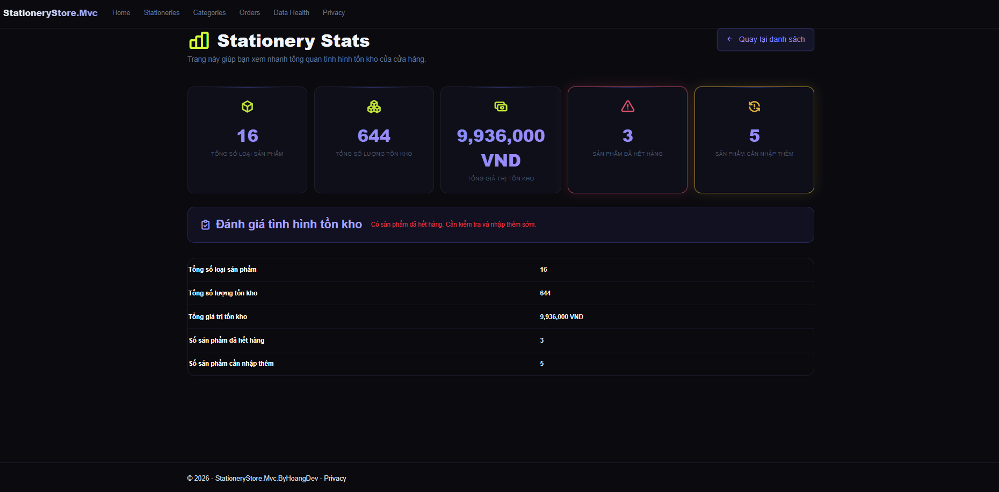 StationeryStore.Mvc Home Stationeries Categories Orders Data Health Privacy
Stationery Stats
Quay lại danh sách
Trang này giúp bạn xem nhanh tổng quan tình hình tồn kho của cửa hàng.
16
TỔNG SỐ LOẠI SẢN PHẨM
644
TỔNG SỐ LƯỢNG TỒN KHO
9,936,000
VND
TỔNG GIÁ TRỊ TỒN KHO
3
SẢN PHẨM ĐÃ HẾT HÀNG
5
SẢN PHẨM CẦN NHẬP THÊM
Đánh giá tình hình tồn kho Có sản phẩm đã hết hàng. Cần kiểm tra và nhập thêm sớm.
Tổng số loại sản phẩm 16
Tổng số lượng tồn kho 644
Tổng giá trị tồn kho 9,936,000 VND
Số sản phẩm đã hết hàng 3
Số sản phẩm cần nhập thêm 5
© 2026 - StationeryStore.Mvc.ByHoangDev - Privacy